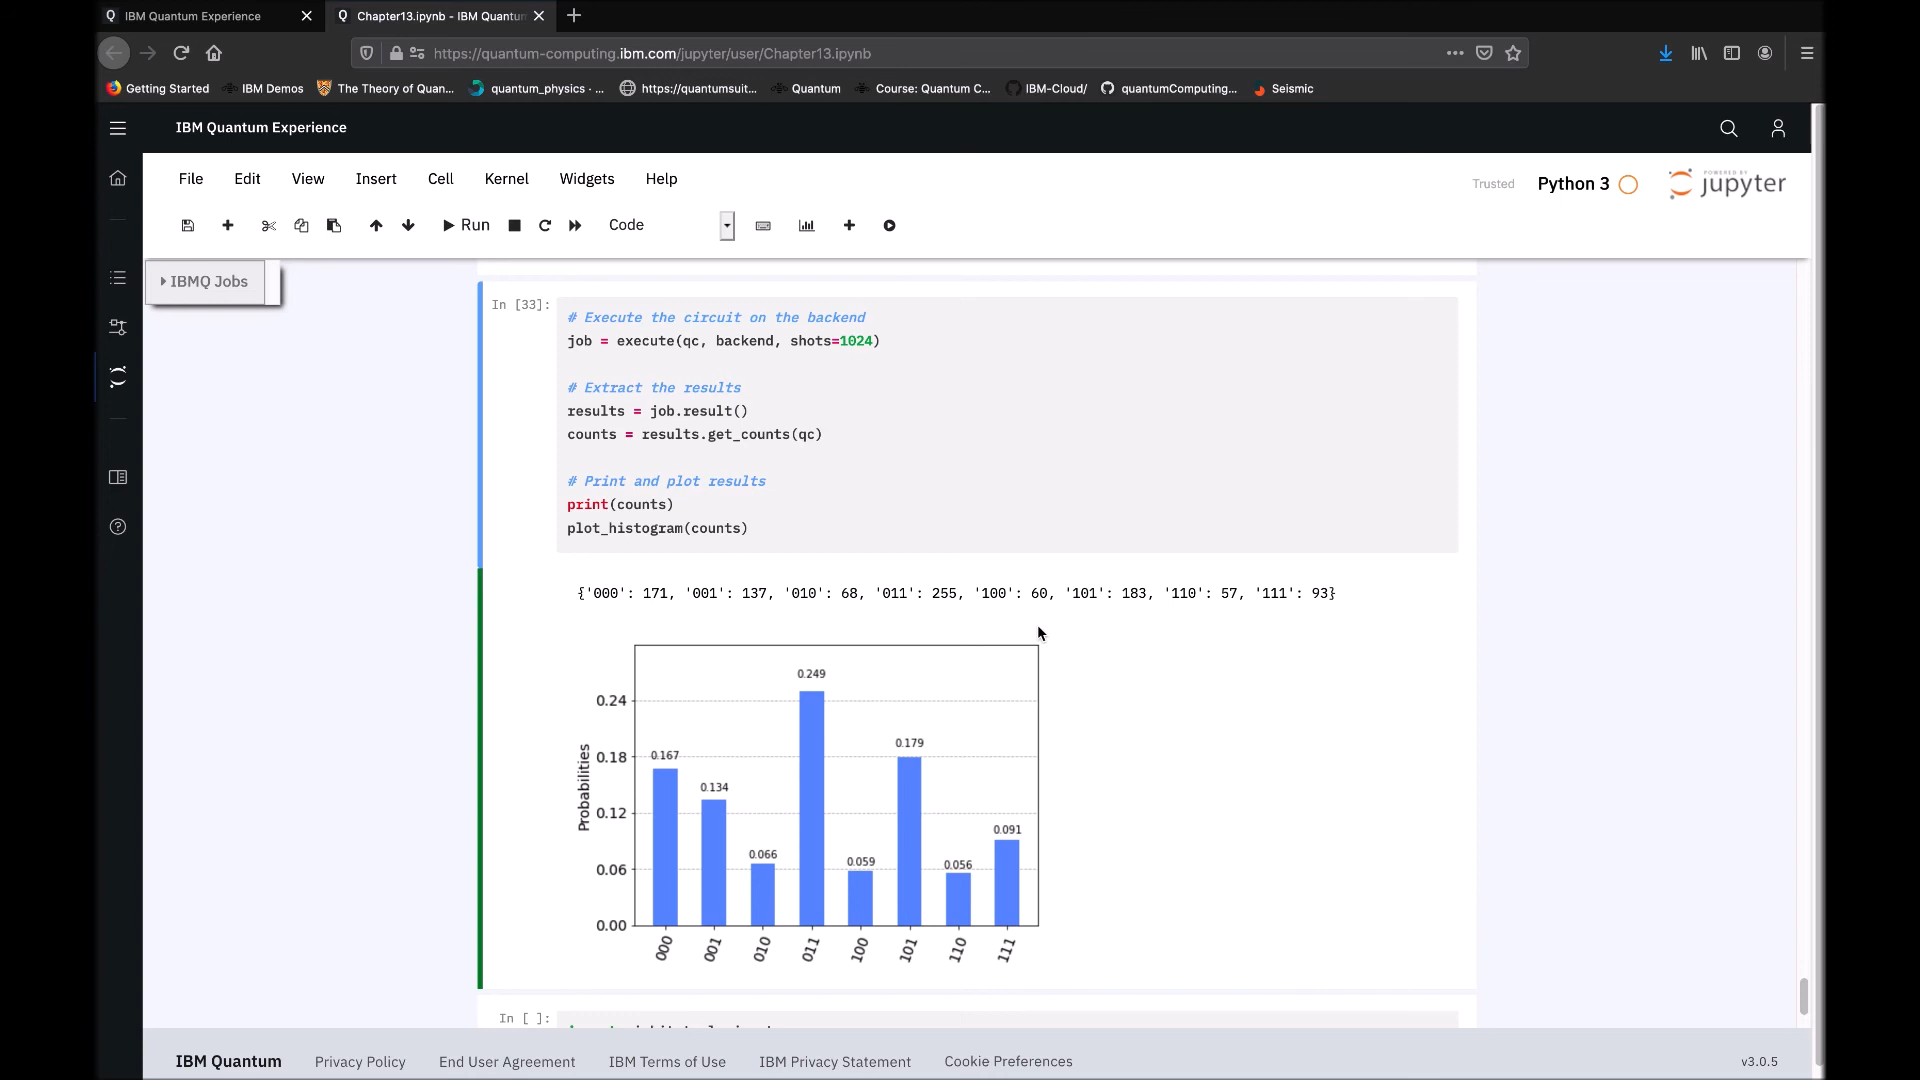 IBM Quantum Experience
Chapter13.ipynb - IBM Quantum
https://quantum-computing.ibm.com/jupyter/user/Chapter13.ipynb
Getting Started
IBM Demos
The Theory of Quan...
quantum_physics · ...
https://quantumsuit...
Quantum
Course: Quantum C...
IBM-Cloud/
quantumComputing...
Seismic
IBM Quantum Experience
File Edit View Insert Cell Kernel Widgets Help
Trusted
Python 3
POWERED BY
jupyter
Run
Code
IBMQ Jobs
In [33]:
# Execute the circuit on the backend
job = execute(qc, backend, shots=1024)
# Extract the results
results = job.result()
counts = results.get_counts(qc)
# Print and plot results
print(counts)
plot_histogram(counts)
{'000': 171, '001': 137, '010': 68, '011': 255, '100': 60, '101': 183, '110': 57, '111': 93}
Probabilities
0.24
0.18
0.12
0.06
0.00
0.167
0.134
0.066
0.249
0.059
0.179
0.056
0.091
000
001
010
011
100
101
110
111
In [ ]:
IBM Quantum
Privacy Policy
End User Agreement
IBM Terms of Use
IBM Privacy Statement
Cookie Preferences
v3.0.5